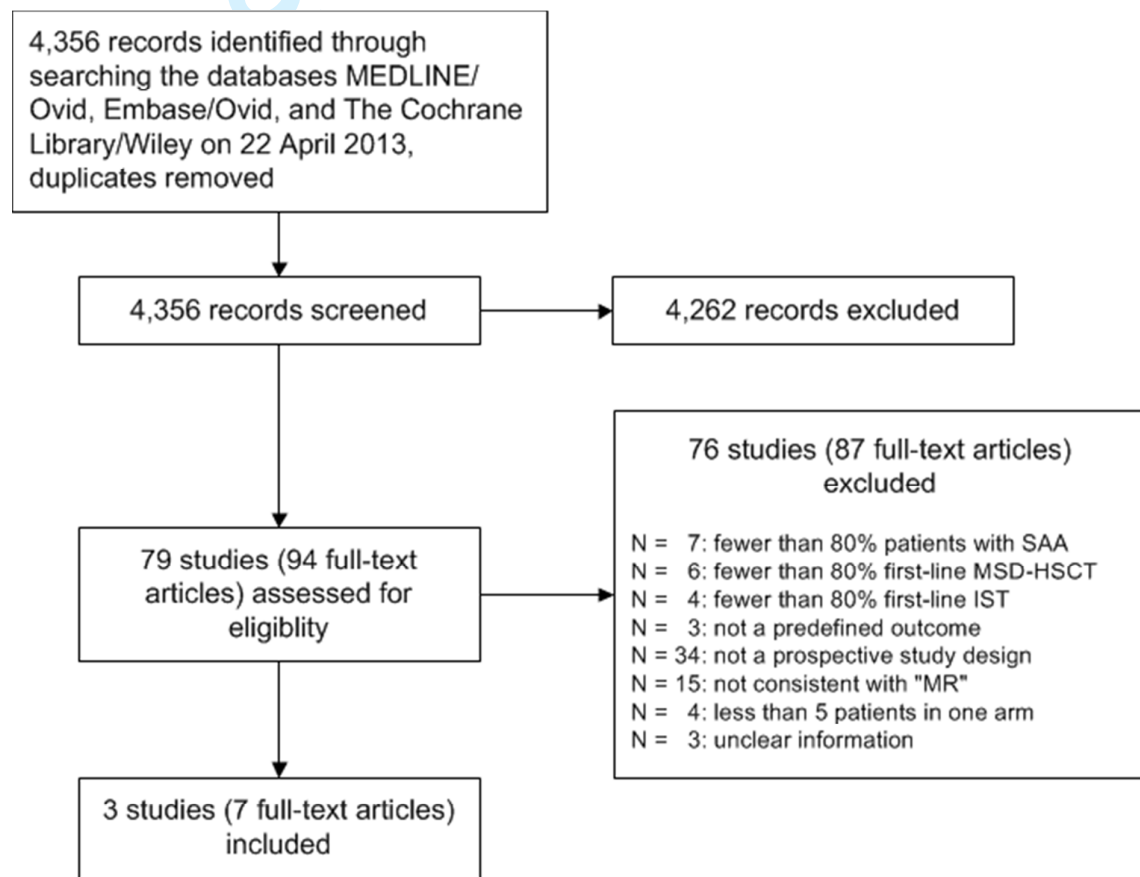 4,356 records identified through
searching the databases MEDLINE/
Ovid, Embase/Ovid, and The Cochrane
Library/Wiley on 22 April 2013,
duplicates removed
4,356 records screened
4,262 records excluded
79 studies (94 full-text
articles) assessed for
eligiblity
76 studies (87 full-text articles)
excluded
N = 7: fewer than 80% patients with SAA
N = 6: fewer than 80% first-line MSD-HSCT
N = 4: fewer than 80% first-line IST
N = 3: not a predefined outcome
N = 34: not a prospective study design
N = 15: not consistent with "MR"
N = 4: less than 5 patients in one arm
N = 3: unclear information
3 studies (7 full-text articles)
included